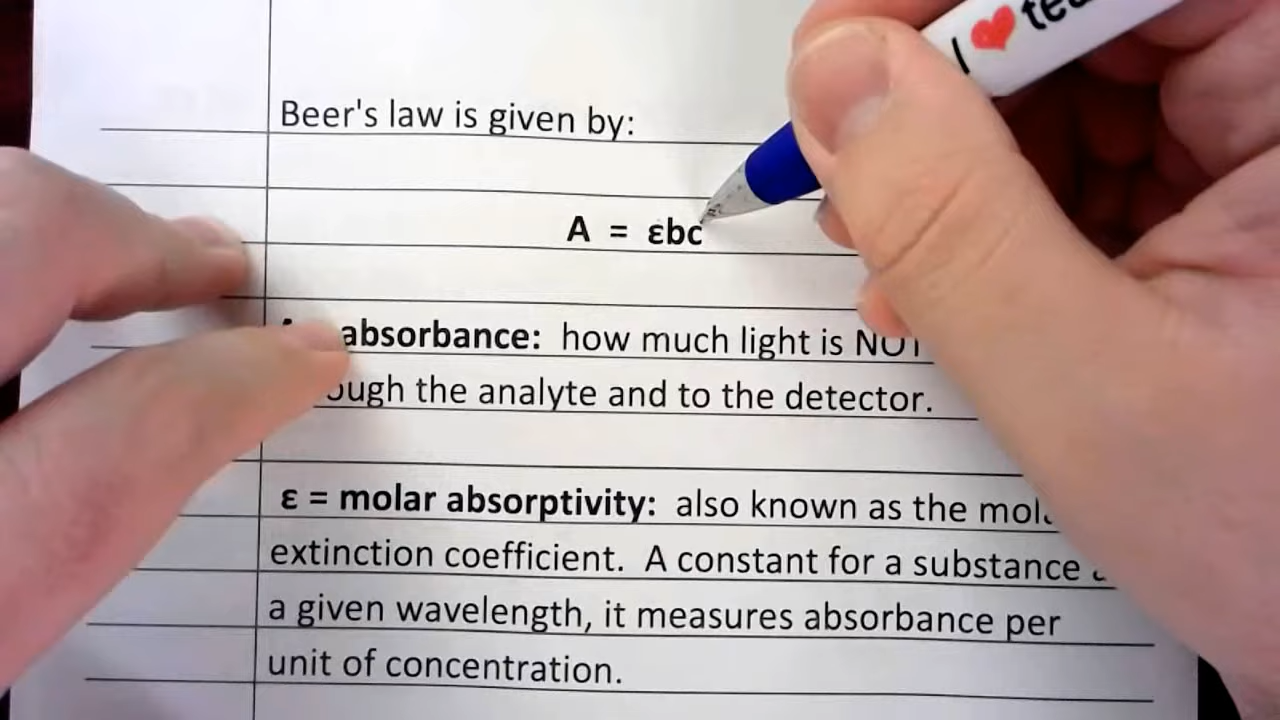 I ❤
Beer's law is given by:
A = εbc
absorbance: how much light is NOT
the analyte and to the detector.
ε = molar absorptivity: also known as the
extinction coefficient. A constant for a substance
a given wavelength, it measures absorbance per
unit of concentration.